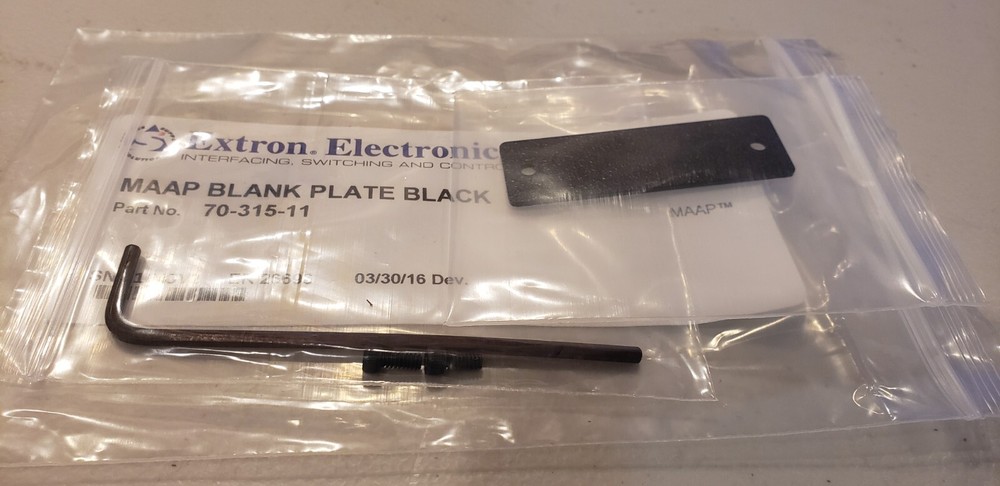 Extron. Electronic
INTERFACING, SWITCHING AND CONTRO
MAAP BLANK PLATE BLACK
Part No. 70-315-11
MAAP™
03/30/16 Dev.